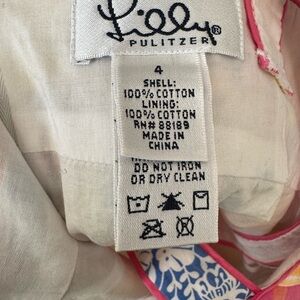 Lilly®
PULITZER
4
SHELL:
100% COTTON
LINING:
100% COTTON
RN# 88189
MADE IN
CHINA
DO NOT IRON
OR DRY CLEAN